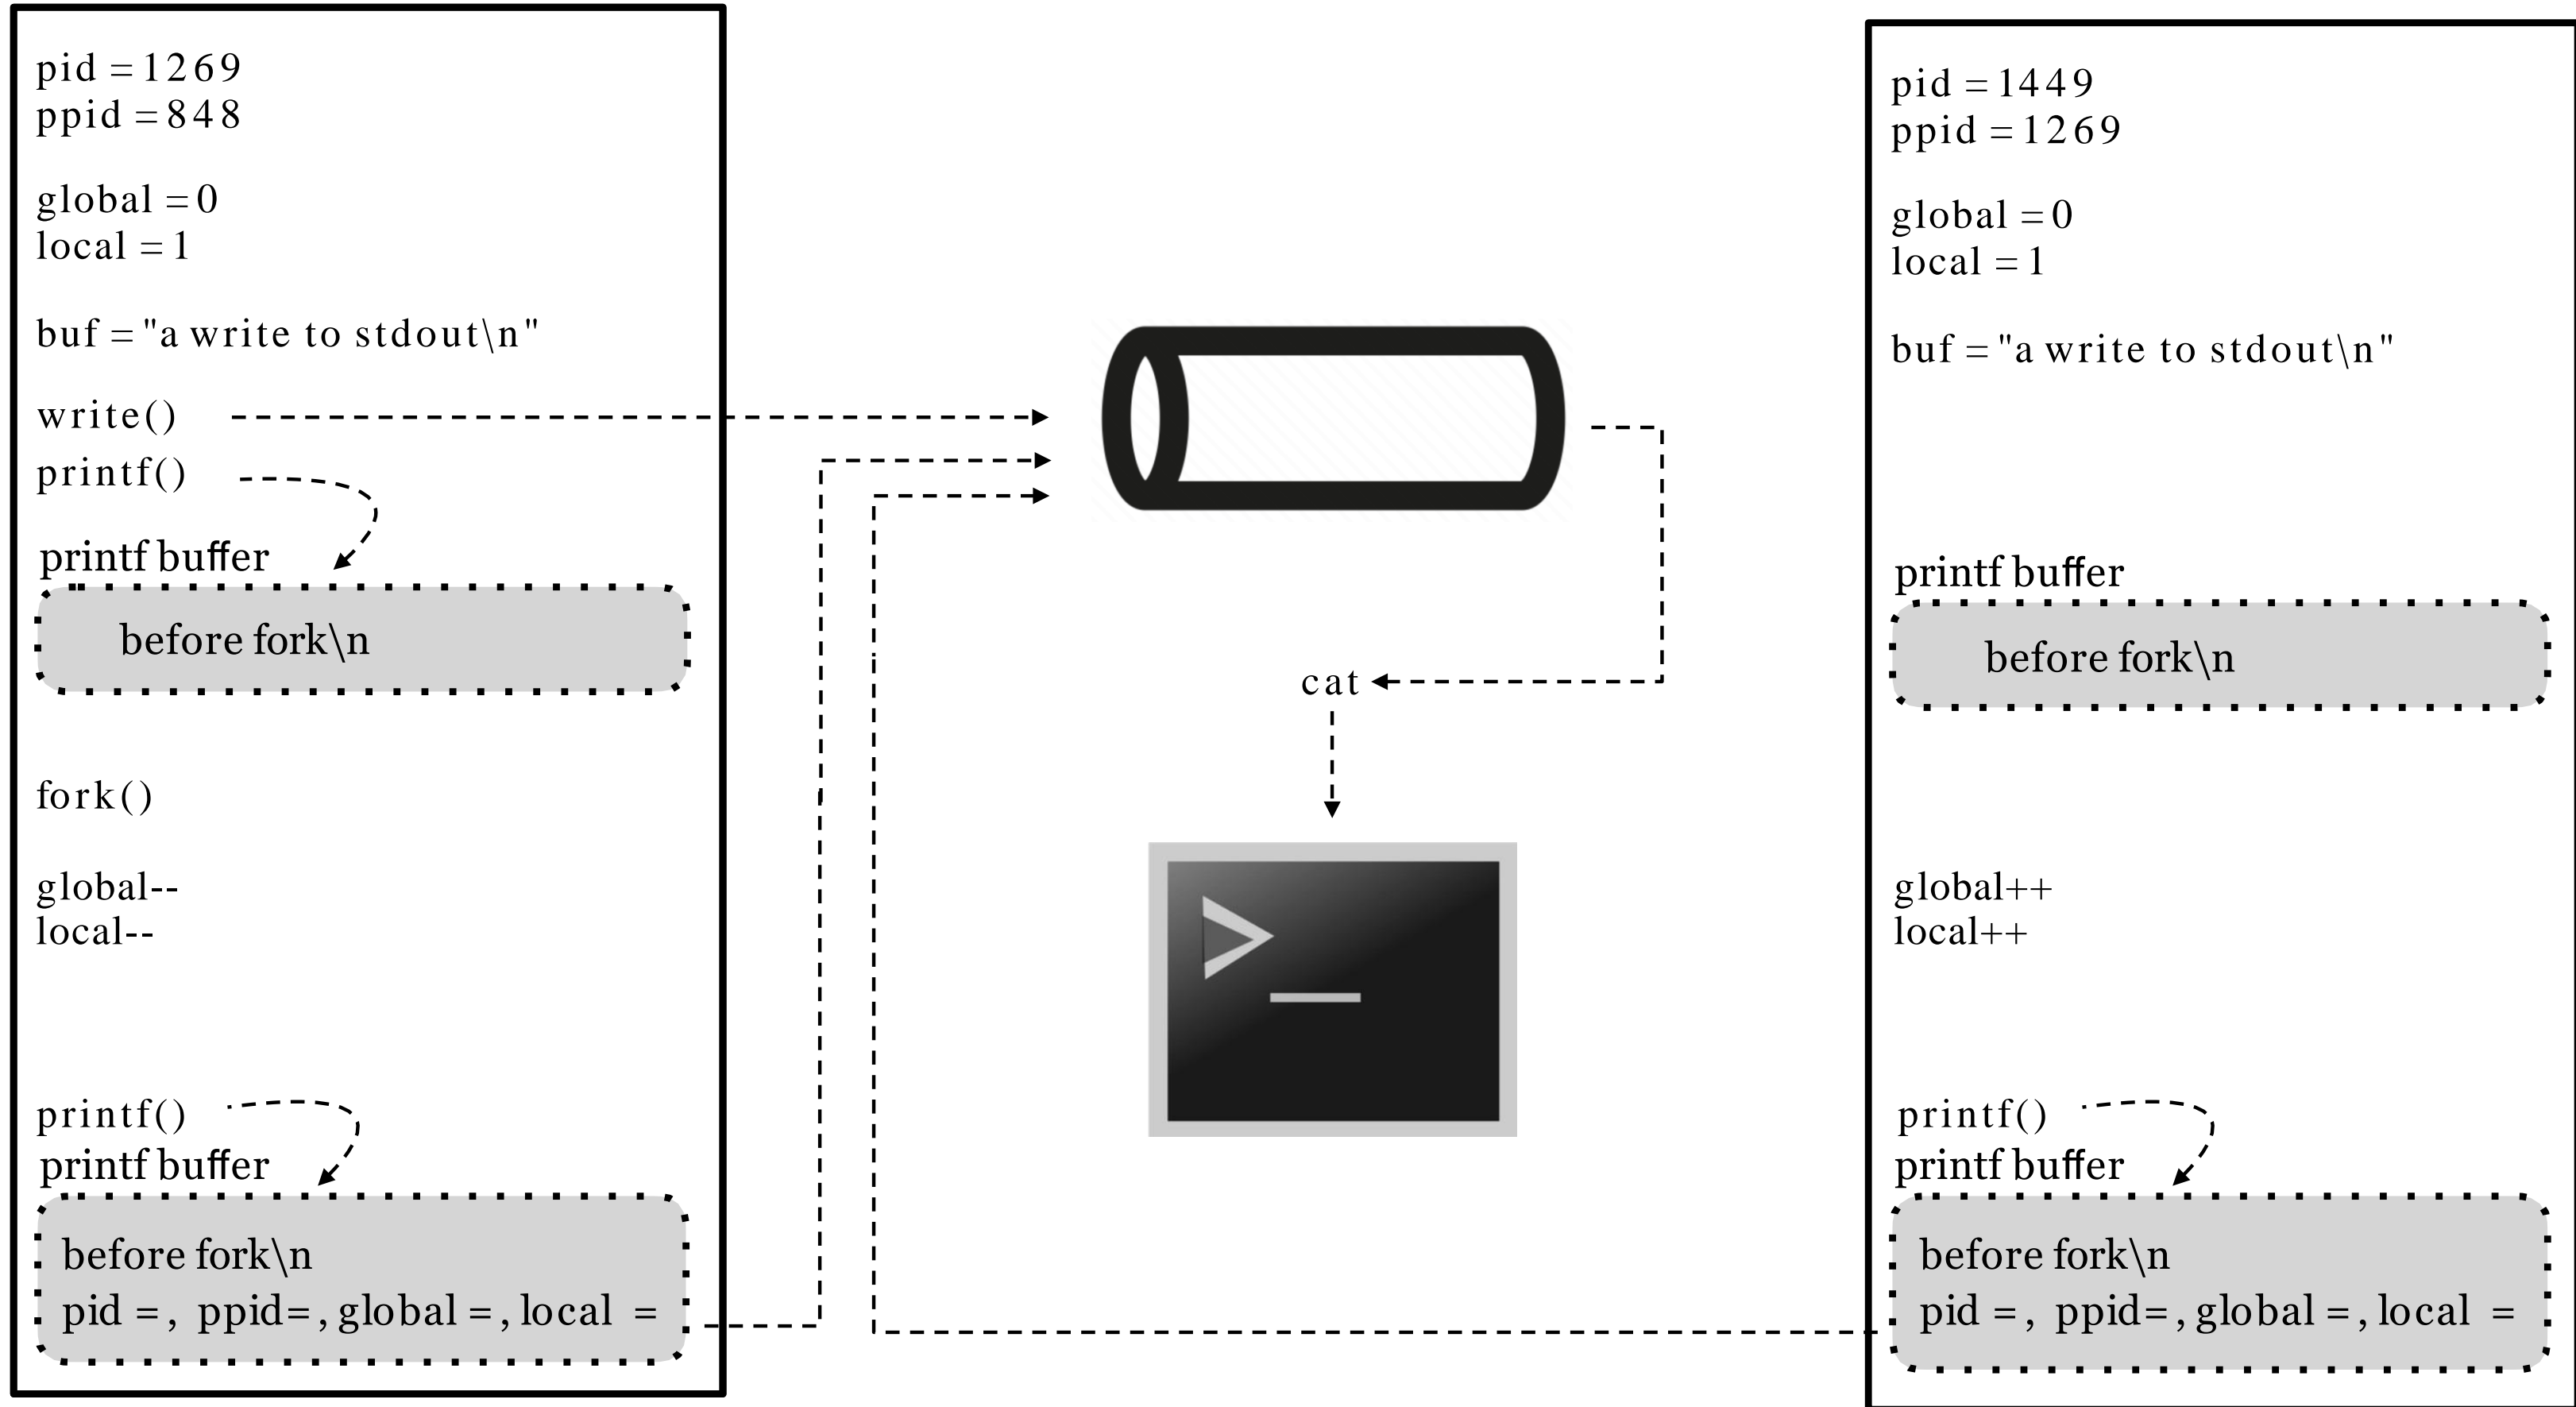 pid = 1269
ppid = 848
global = 0
local = 1
buf = "a write to stdout\n"
write()
printf()
printf buffer
before fork\n
fork()
global--
local--
printf()
printf buffer
before fork\n
pid =, ppid=, global =, local =
cat
>_
pid = 1449
ppid = 1269
global = 0
local = 1
buf = "a write to stdout\n"
printf buffer
before fork\n
global++
local++
printf()
printf buffer
before fork\n
pid =, ppid=, global =, local =